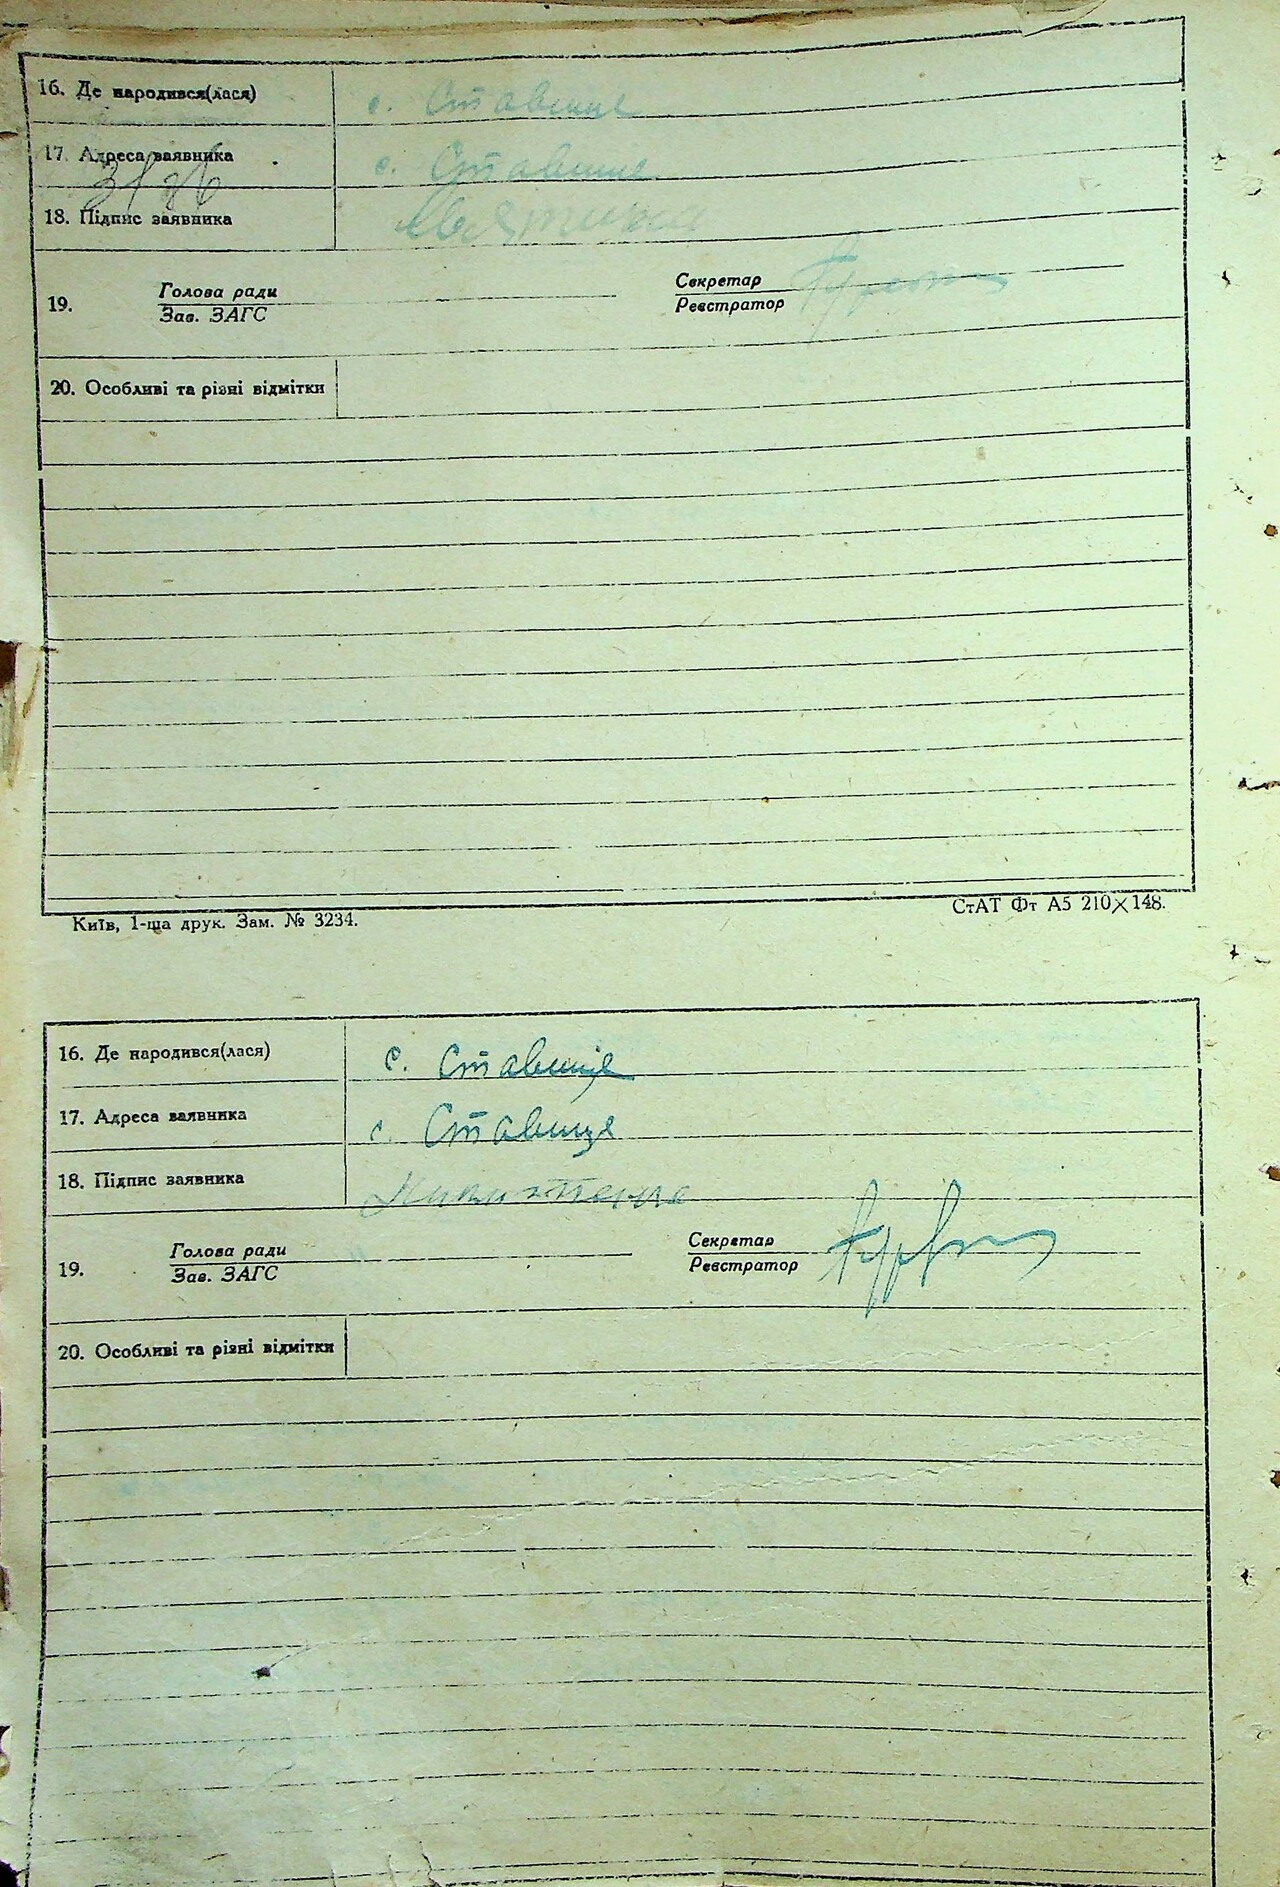 16. Де народився(лася) с. Ставище
17. Адреса заявника с. Ставище
18. Підпис заявника
19. Голова ради Секретар
Зав. ЗАГС Реєстратор
20. Особливі та різні відмітки
Київ, 1-ша друк. Зам. № 3234. СтАТ Фт А5 210×148.
16. Де народився(лася) с. Ставище
17. Адреса заявника с. Ставище
18. Підпис заявника
19. Голова ради Секретар
Зав. ЗАГС Реєстратор
20. Особливі та різні відмітки